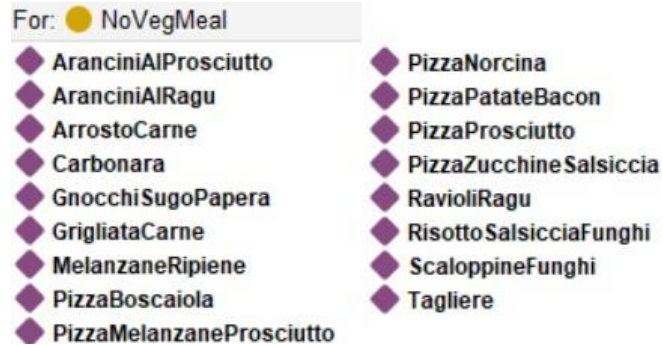 For: NoVegMeal
AranciniAlProsciutto
AranciniAlRagu
ArrostoCarne
Carbonara
GnocchiSugoPapera
GrigliataCarne
MelanzaneRipiene
PizzaBoscaiola
PizzaMelanzaneProsciutto
PizzaNorcina
PizzaPatateBacon
PizzaProsciutto
PizzaZucchineSalsiccia
RavioliRagu
RisottoSalsicciaFunghi
ScaloppineFunghi
Tagliere